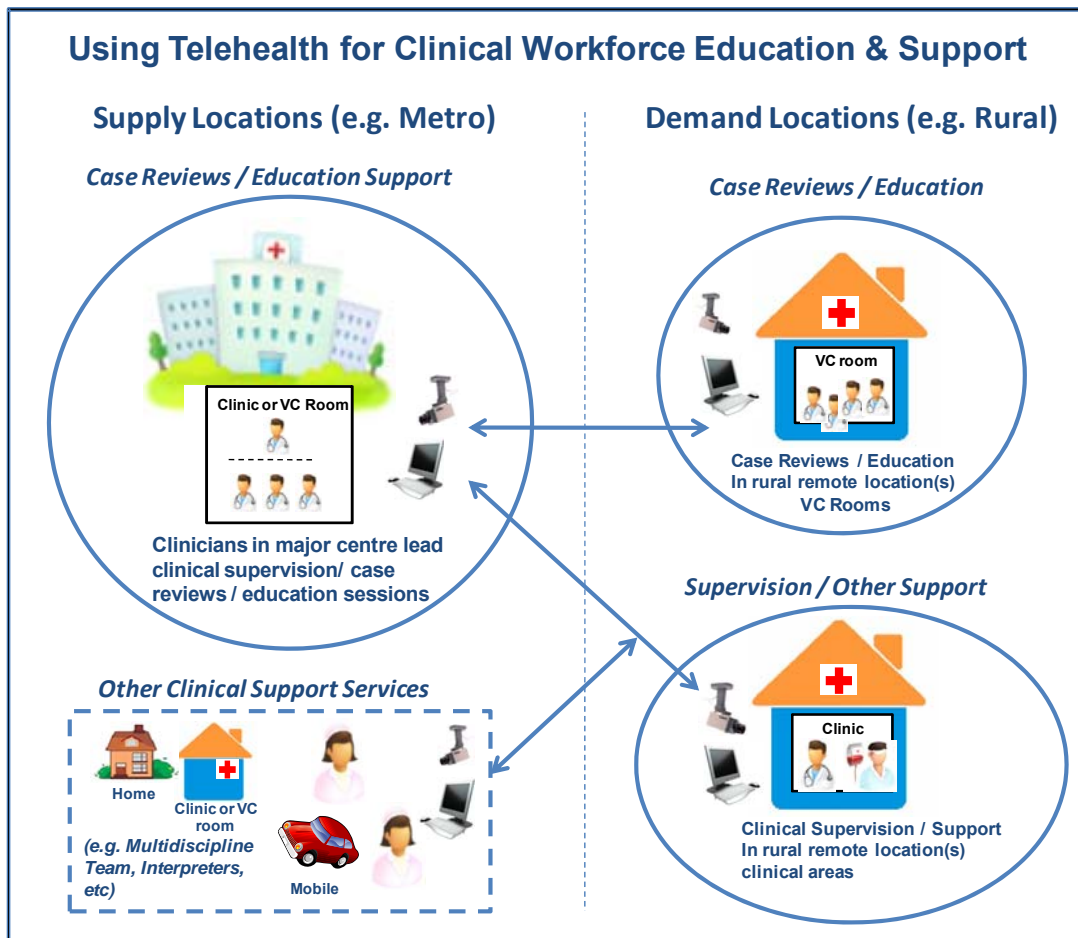 Using Telehealth for Clinical Workforce Education & Support
Supply Locations (e.g. Metro)
Case Reviews / Education Support
Clinic or VC Room
Clinicians in major centre lead
clinical supervision/ case
reviews / education sessions
Other Clinical Support Services
Home
Clinic or VC
room
(e.g. Multidiscipline
Team, Interpreters,
etc)
Mobile
Demand Locations (e.g. Rural)
Case Reviews / Education
VC room
Case Reviews / Education
In rural remote location(s)
VC Rooms
Supervision / Other Support
Clinic
Clinical Supervision / Support
In rural remote location(s)
clinical areas